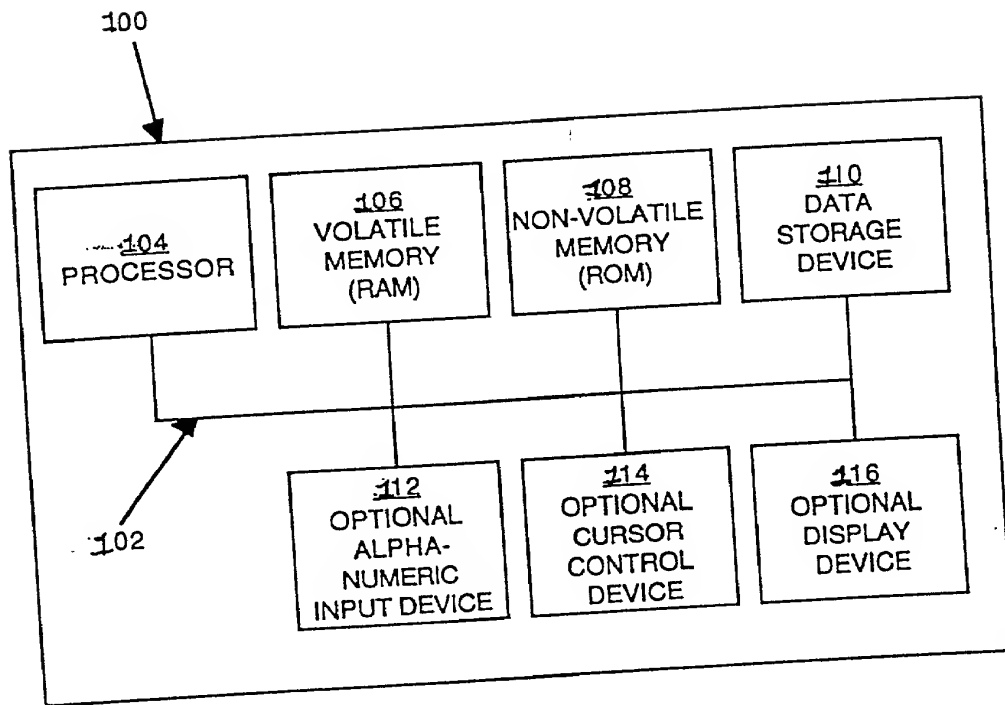 100
104
PROCESSOR
106
VOLATILE
MEMORY
(RAM)
108
NON-VOLATILE
MEMORY
(ROM)
110
DATA
STORAGE
DEVICE
102
112
OPTIONAL
ALPHA-
NUMERIC
INPUT DEVICE
114
OPTIONAL
CURSOR
CONTROL
DEVICE
116
OPTIONAL
DISPLAY
DEVICE